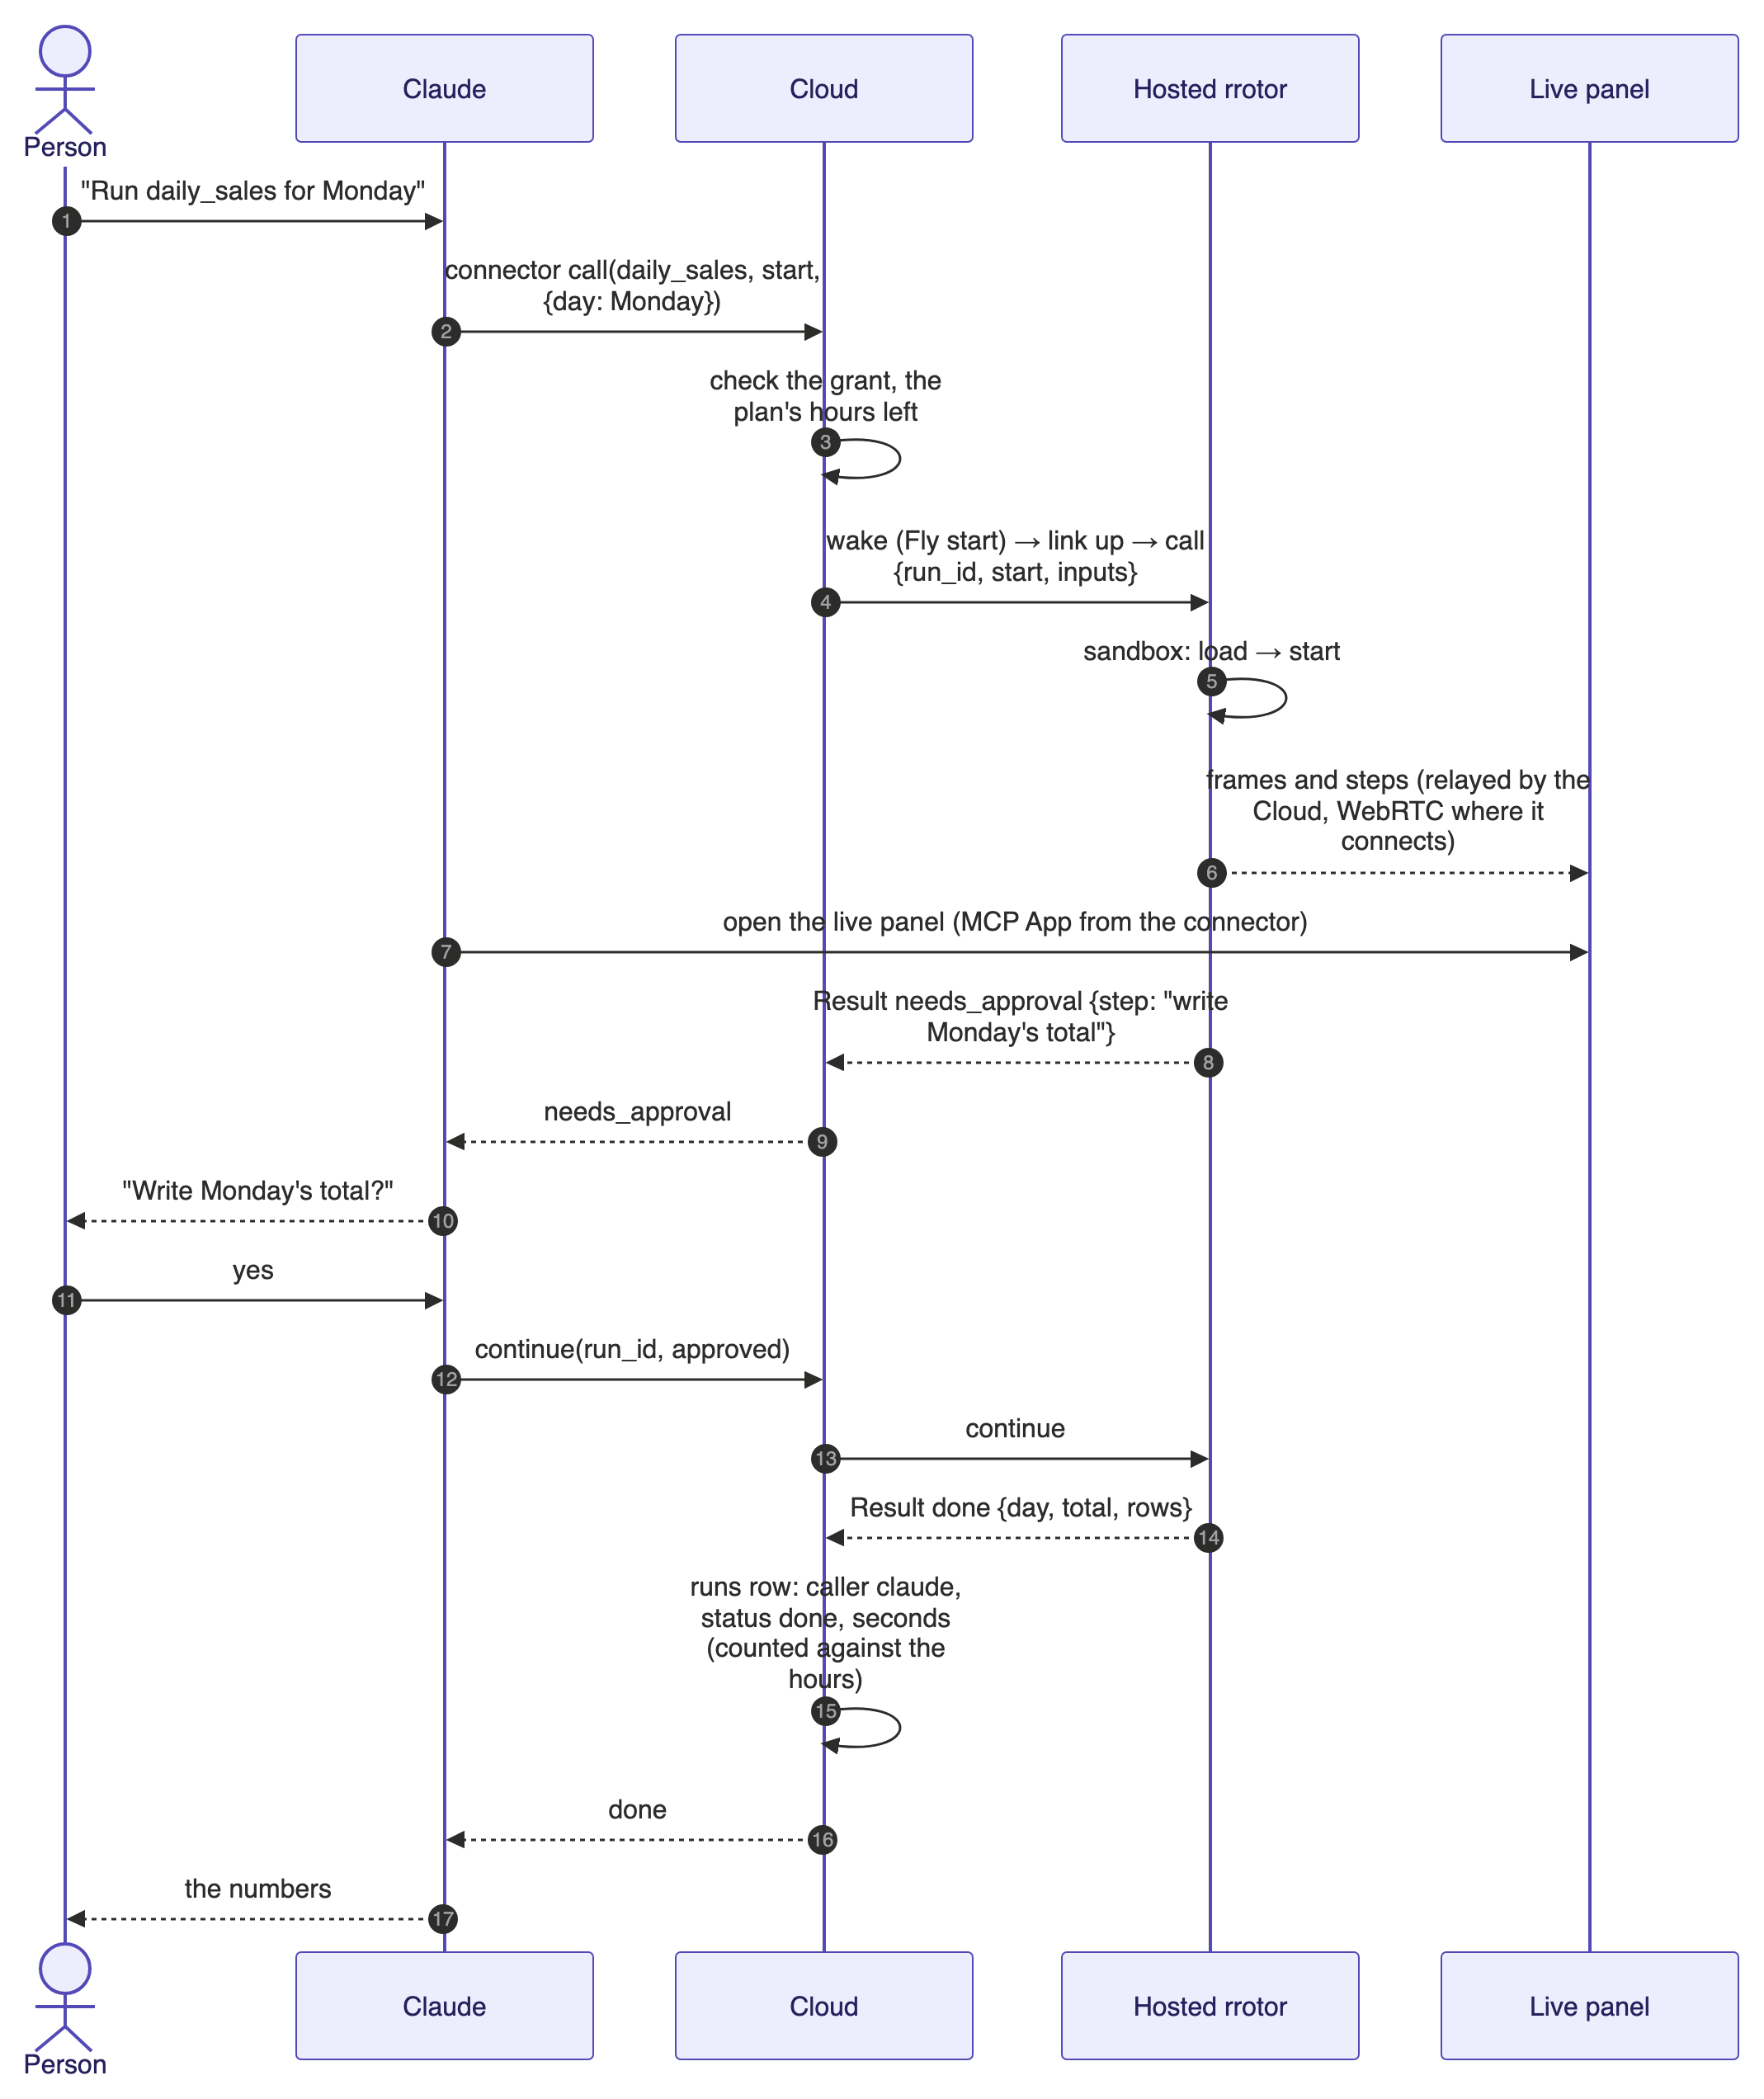 Person
Claude
Cloud
Hosted rrotor
Live panel
"Run daily_sales for Monday"
1
connector call(daily_sales, start,
{day: Monday})
2
check the grant, the
plan's hours left
3
wake (Fly start) → link up → call
{run_id, start, inputs}
4
sandbox: load → start
5
frames and steps (relayed by the
Cloud, WebRTC where it
connects)
6
open the live panel (MCP App from the connector)
7
Result needs_approval {step: "write
Monday's total"}
8
needs_approval
9
"Write Monday's total?"
10
yes
11
continue(run_id, approved)
12
continue
13
Result done {day, total, rows}
14
runs row: caller claude,
status done, seconds
(counted against the
hours)
15
done
16
the numbers
17
Person
Claude
Cloud
Hosted rrotor
Live panel